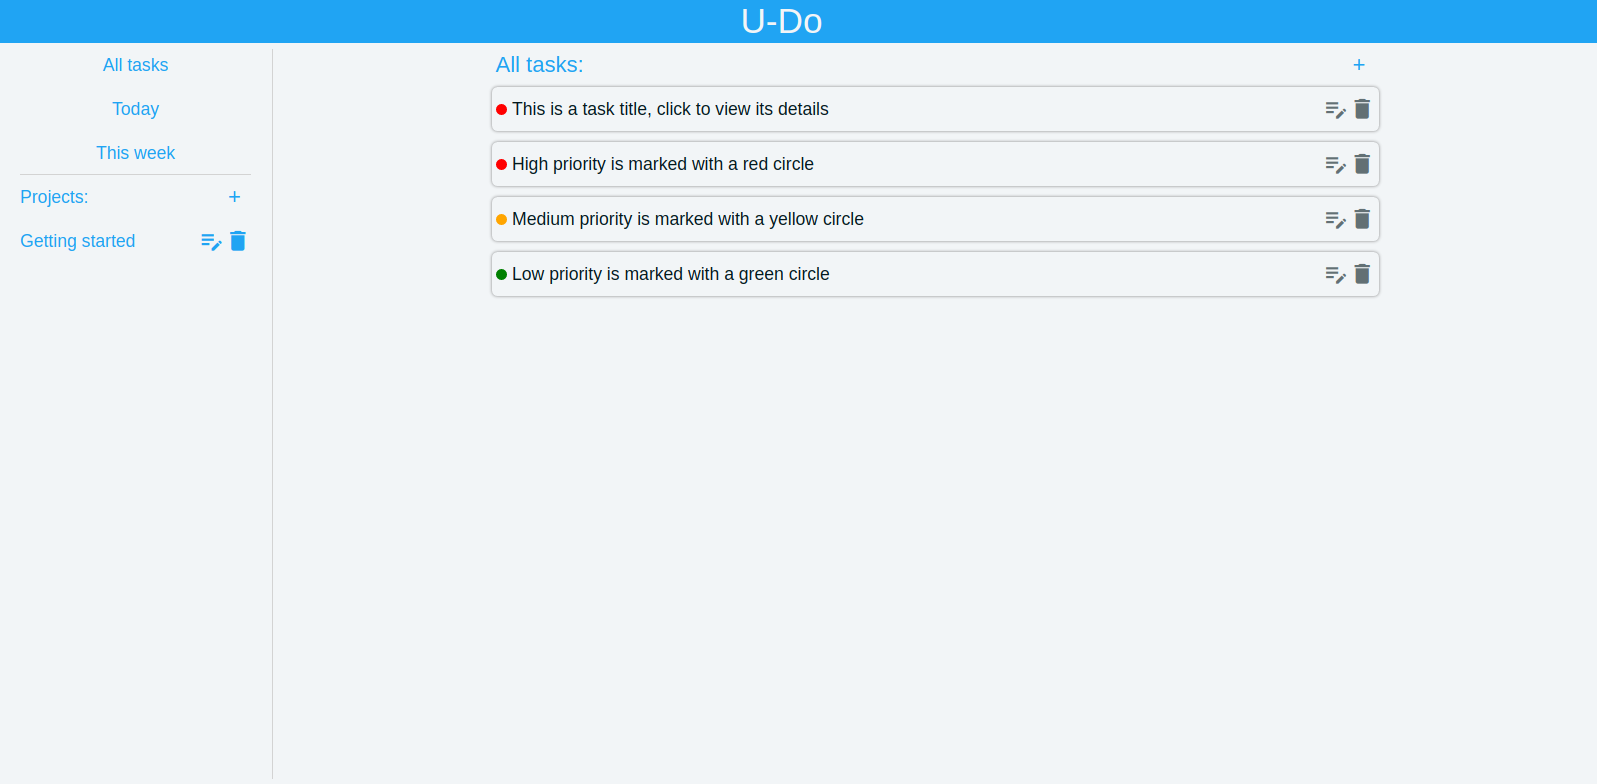 U-Do
All tasks
Today
This week
Projects:
+
Getting started
All tasks:
+
This is a task title, click to view its details
High priority is marked with a red circle
Medium priority is marked with a yellow circle
Low priority is marked with a green circle